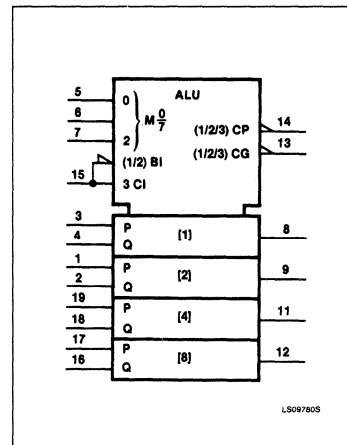 5 0 ALU
6 M 0/7 (1/2/3) CP 14
7 2 (1/2/3) CG 13
(1/2) BI
15 3 CI
3 P [1] 8
4 Q
1 P [2] 9
2 Q
19 P [4] 11
18 Q
17 P [8] 12
16 Q
LS09780S